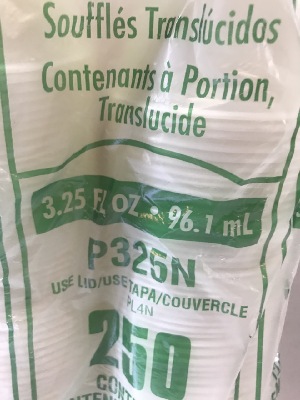 Soufflés Translúcidos
Contenants à Portion,
Translucide
3.25 FL OZ 96.1 mL
P325N
USE LID/USE TAPA/COUVERCLE
PL4N
250